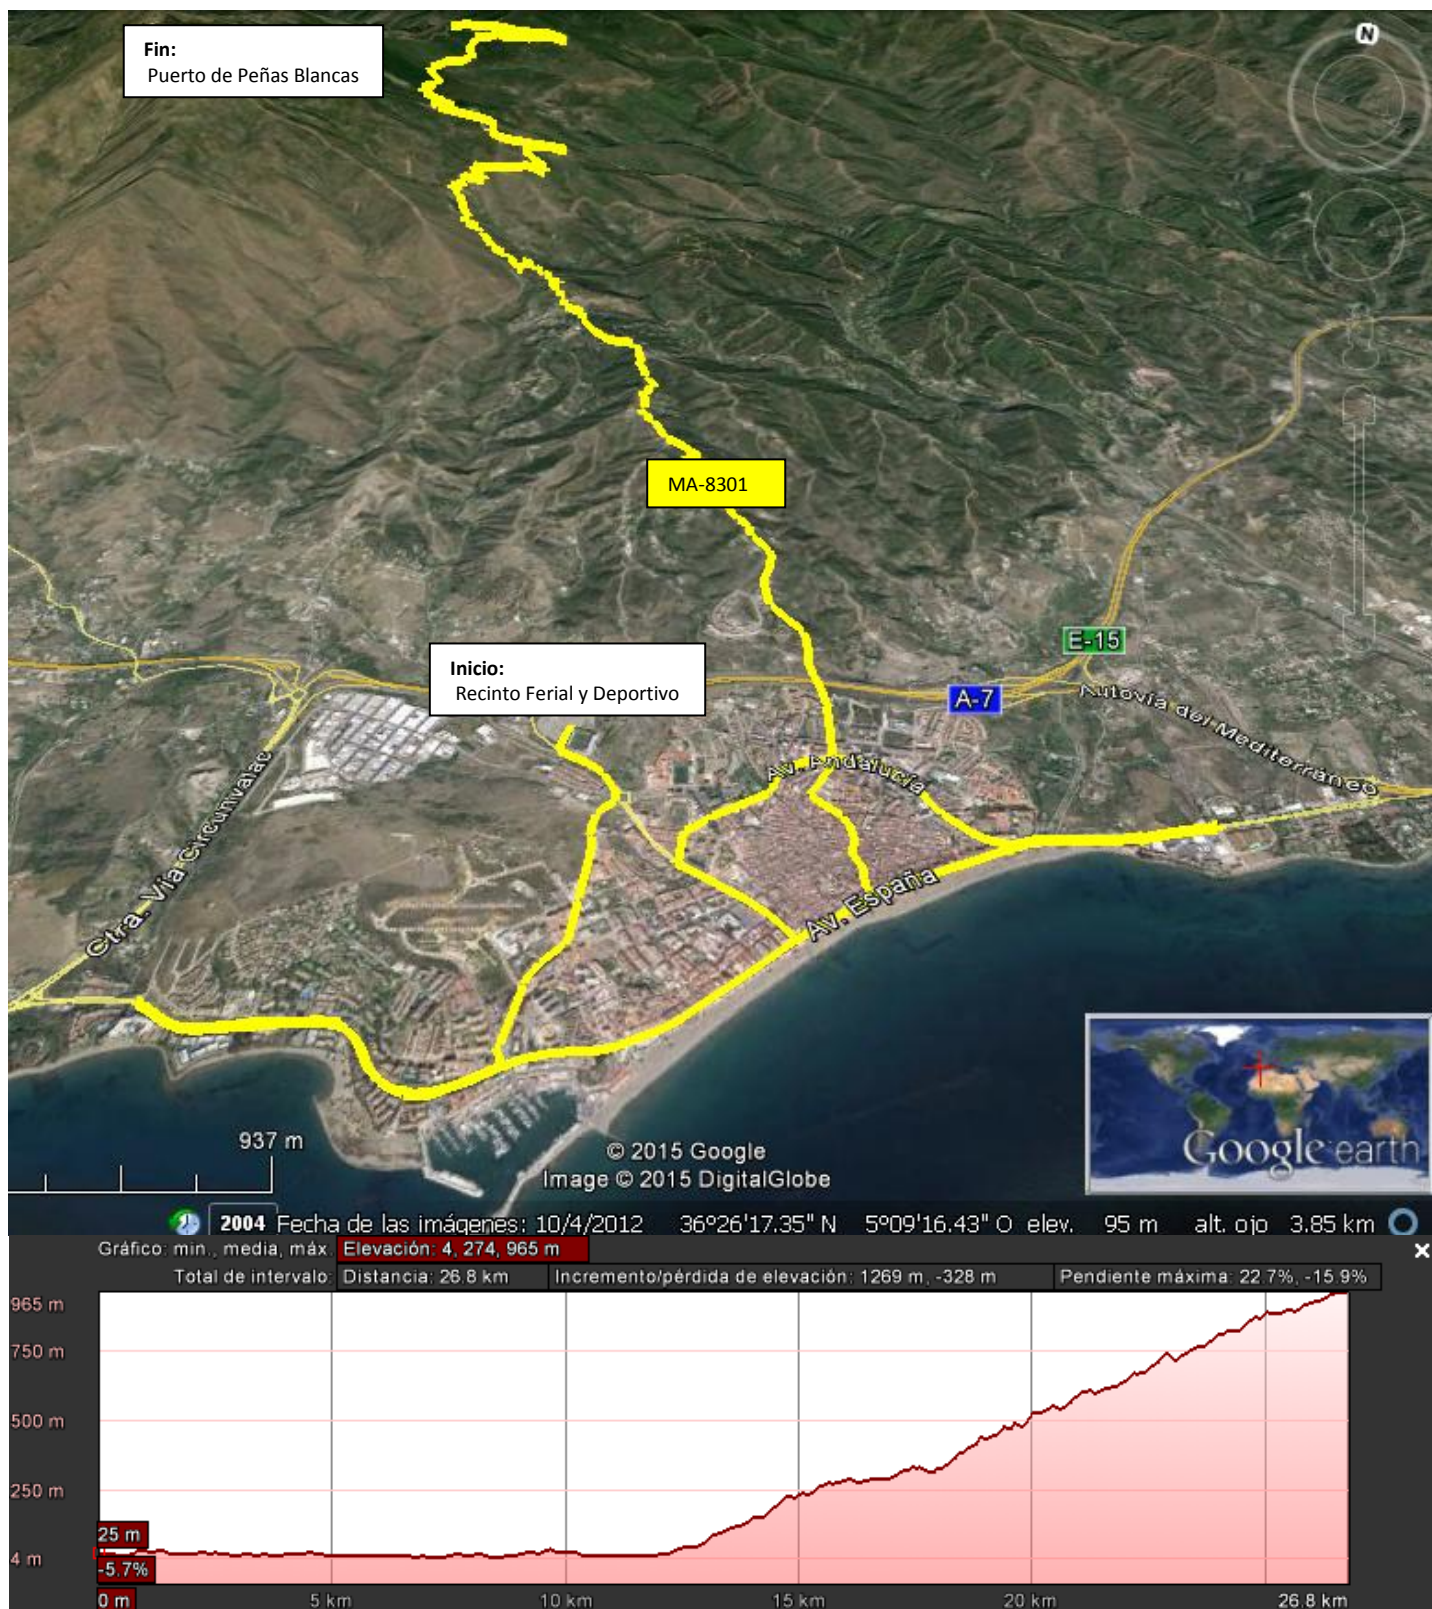 N
Fin:
Puerto de Peñas Blancas
MA-8301
E-15
Inicio:
Recinto Ferial y Deportivo
A-7
Autovía del Mediterráneo
Av. Andalucía
Ctra. Vía Circunvalac
Av. España
937 m
© 2015 Google
Image © 2015 DigitalGlobe
Google earth
2004 Fecha de las imágenes: 10/4/2012 36°26'17.35" N 5°09'16.43" O elev. 95 m alt. ojo 3.85 km
Gráfico: min., media, máx. Elevación: 4, 274, 965 m
Total de intervalo: Distancia: 26.8 km Incremento/pérdida de elevación: 1269 m, -328 m Pendiente máxima: 22.7%, -15.9%
965 m
750 m
500 m
250 m
25 m
4 m
-5.7%
0 m 5 km 10 km 15 km 20 km 26.8 km